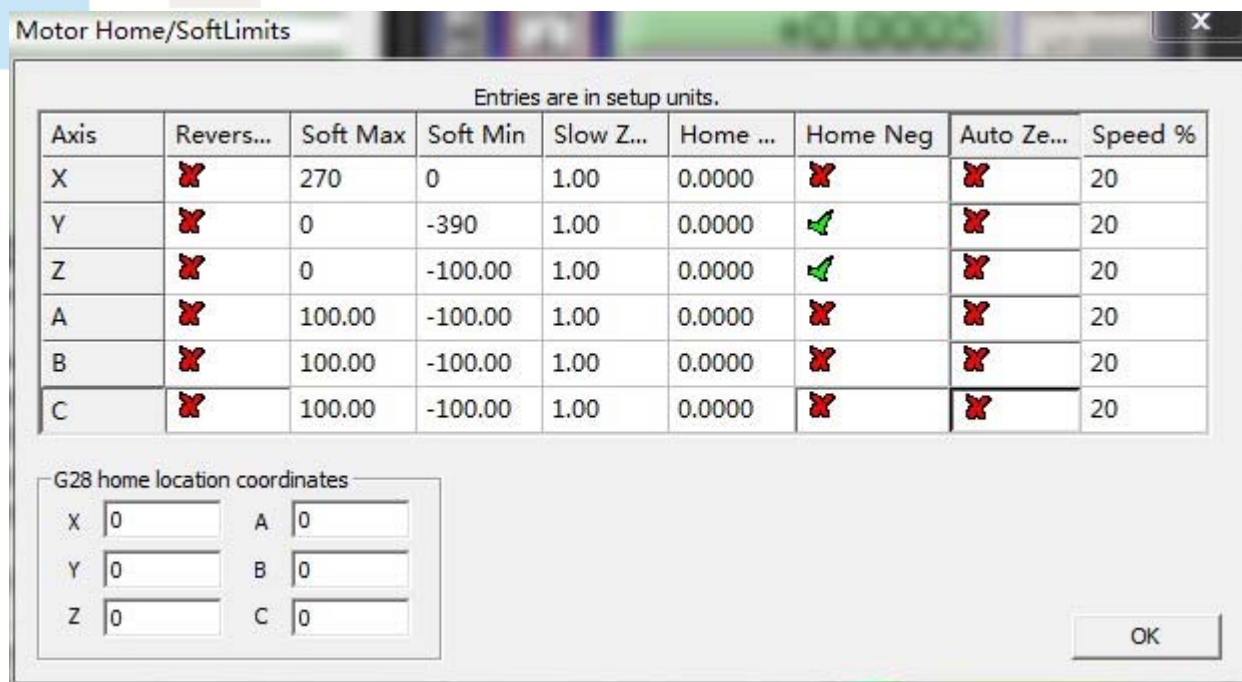 +0.0005
Motor Home/SoftLimits
X
Entries are in setup units.
Axis Revers... Soft Max Soft Min Slow Z... Home ... Home Neg Auto Ze... Speed %
X 270 0 1.00 0.0000 20
Y 0 -390 1.00 0.0000 20
Z 0 -100.00 1.00 0.0000 20
A 100.00 -100.00 1.00 0.0000 20
B 100.00 -100.00 1.00 0.0000 20
C 100.00 -100.00 1.00 0.0000 20
G28 home location coordinates
X 0 A 0
Y 0 B 0
Z 0 C 0
OK